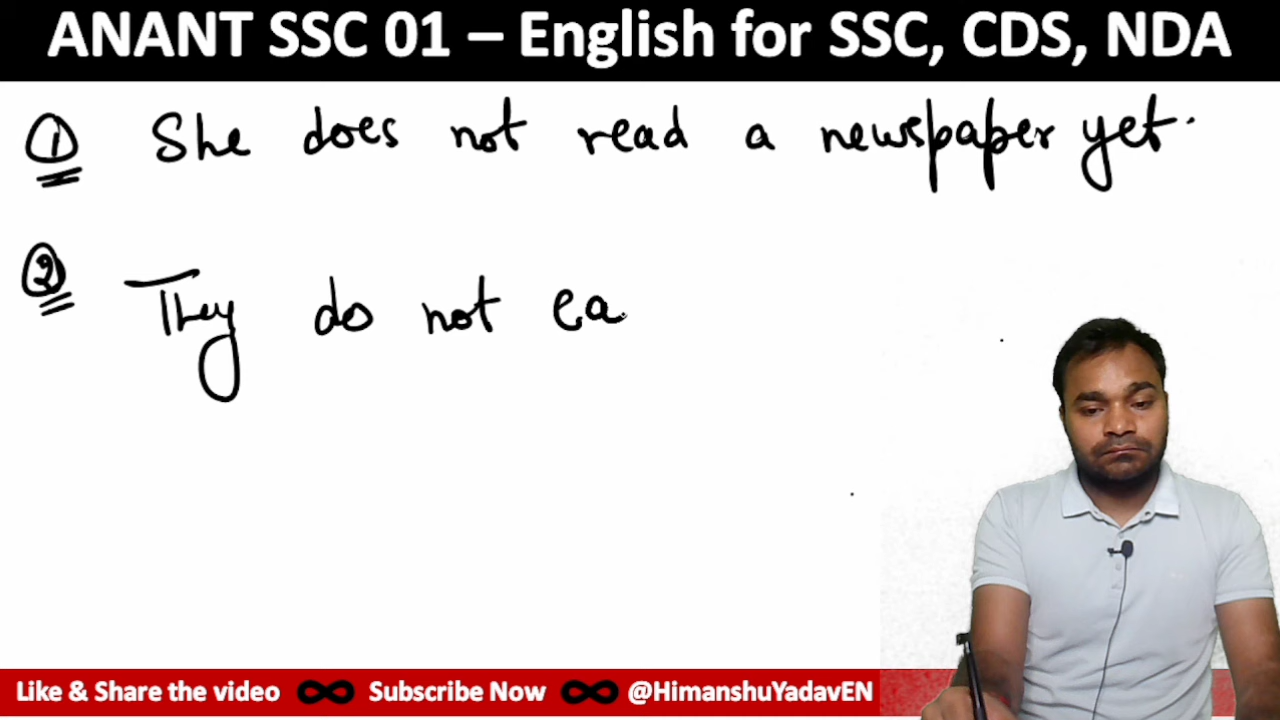 ANANT SSC 01 – English for SSC, CDS, NDA
① She does not read a newspaper yet.
② They do not ea
Like & Share the video ∞ Subscribe Now ∞ @HimanshuYadavEN